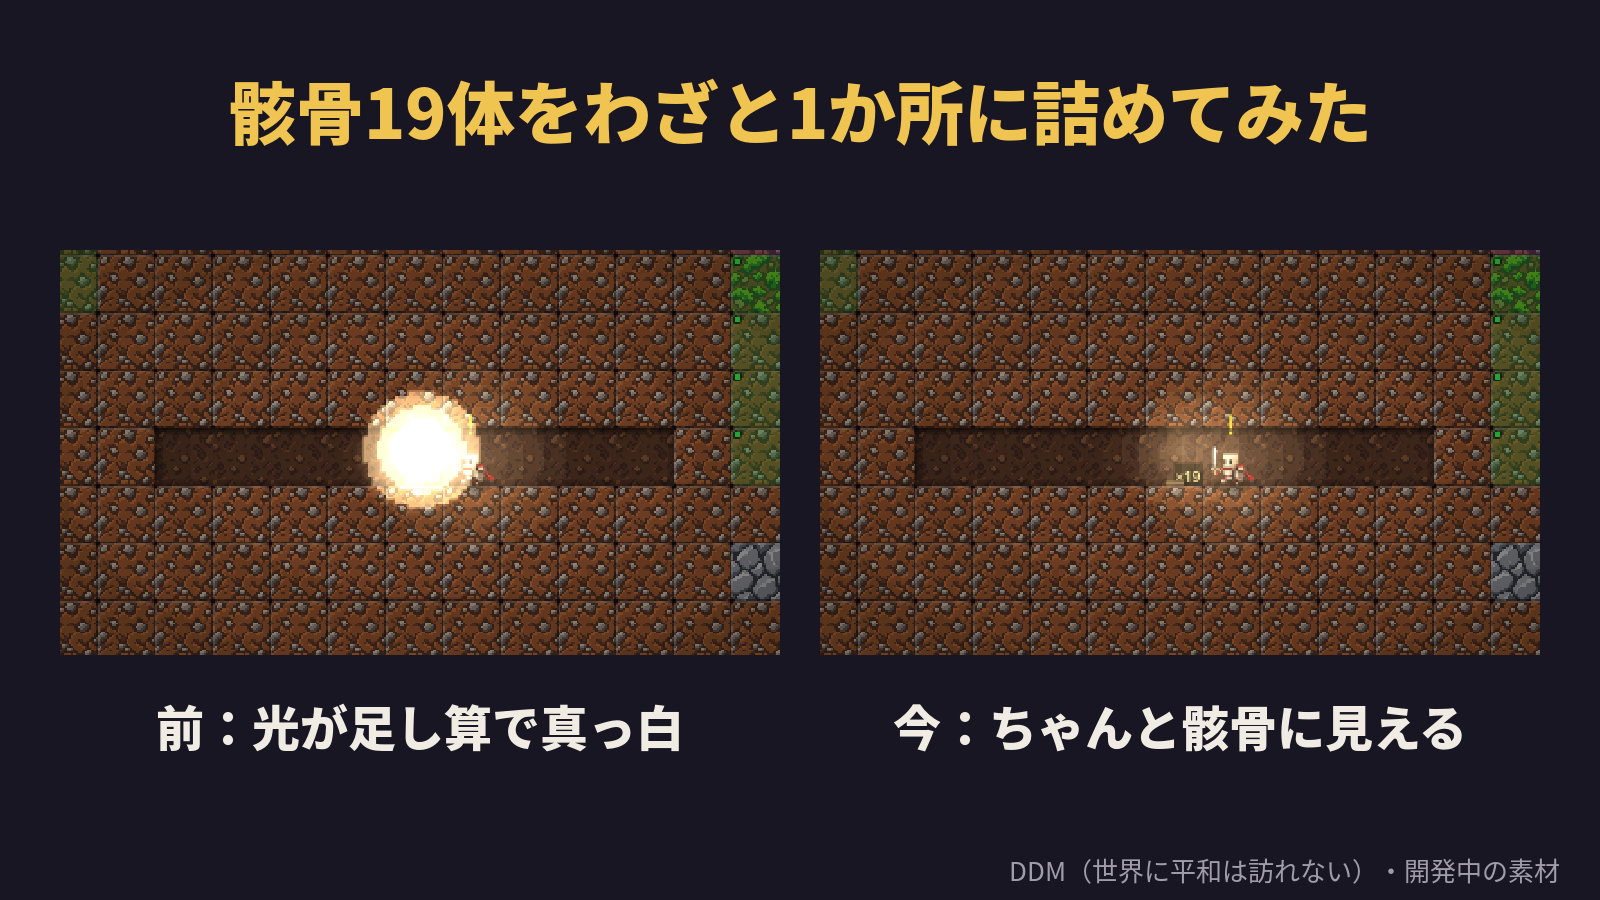 骸骨19体をわざと1か所に詰めてみた
×19
前：光が足し算で真っ白
今：ちゃんと骸骨に見える
DDM（世界に平和は訪れない）・開発中の素材